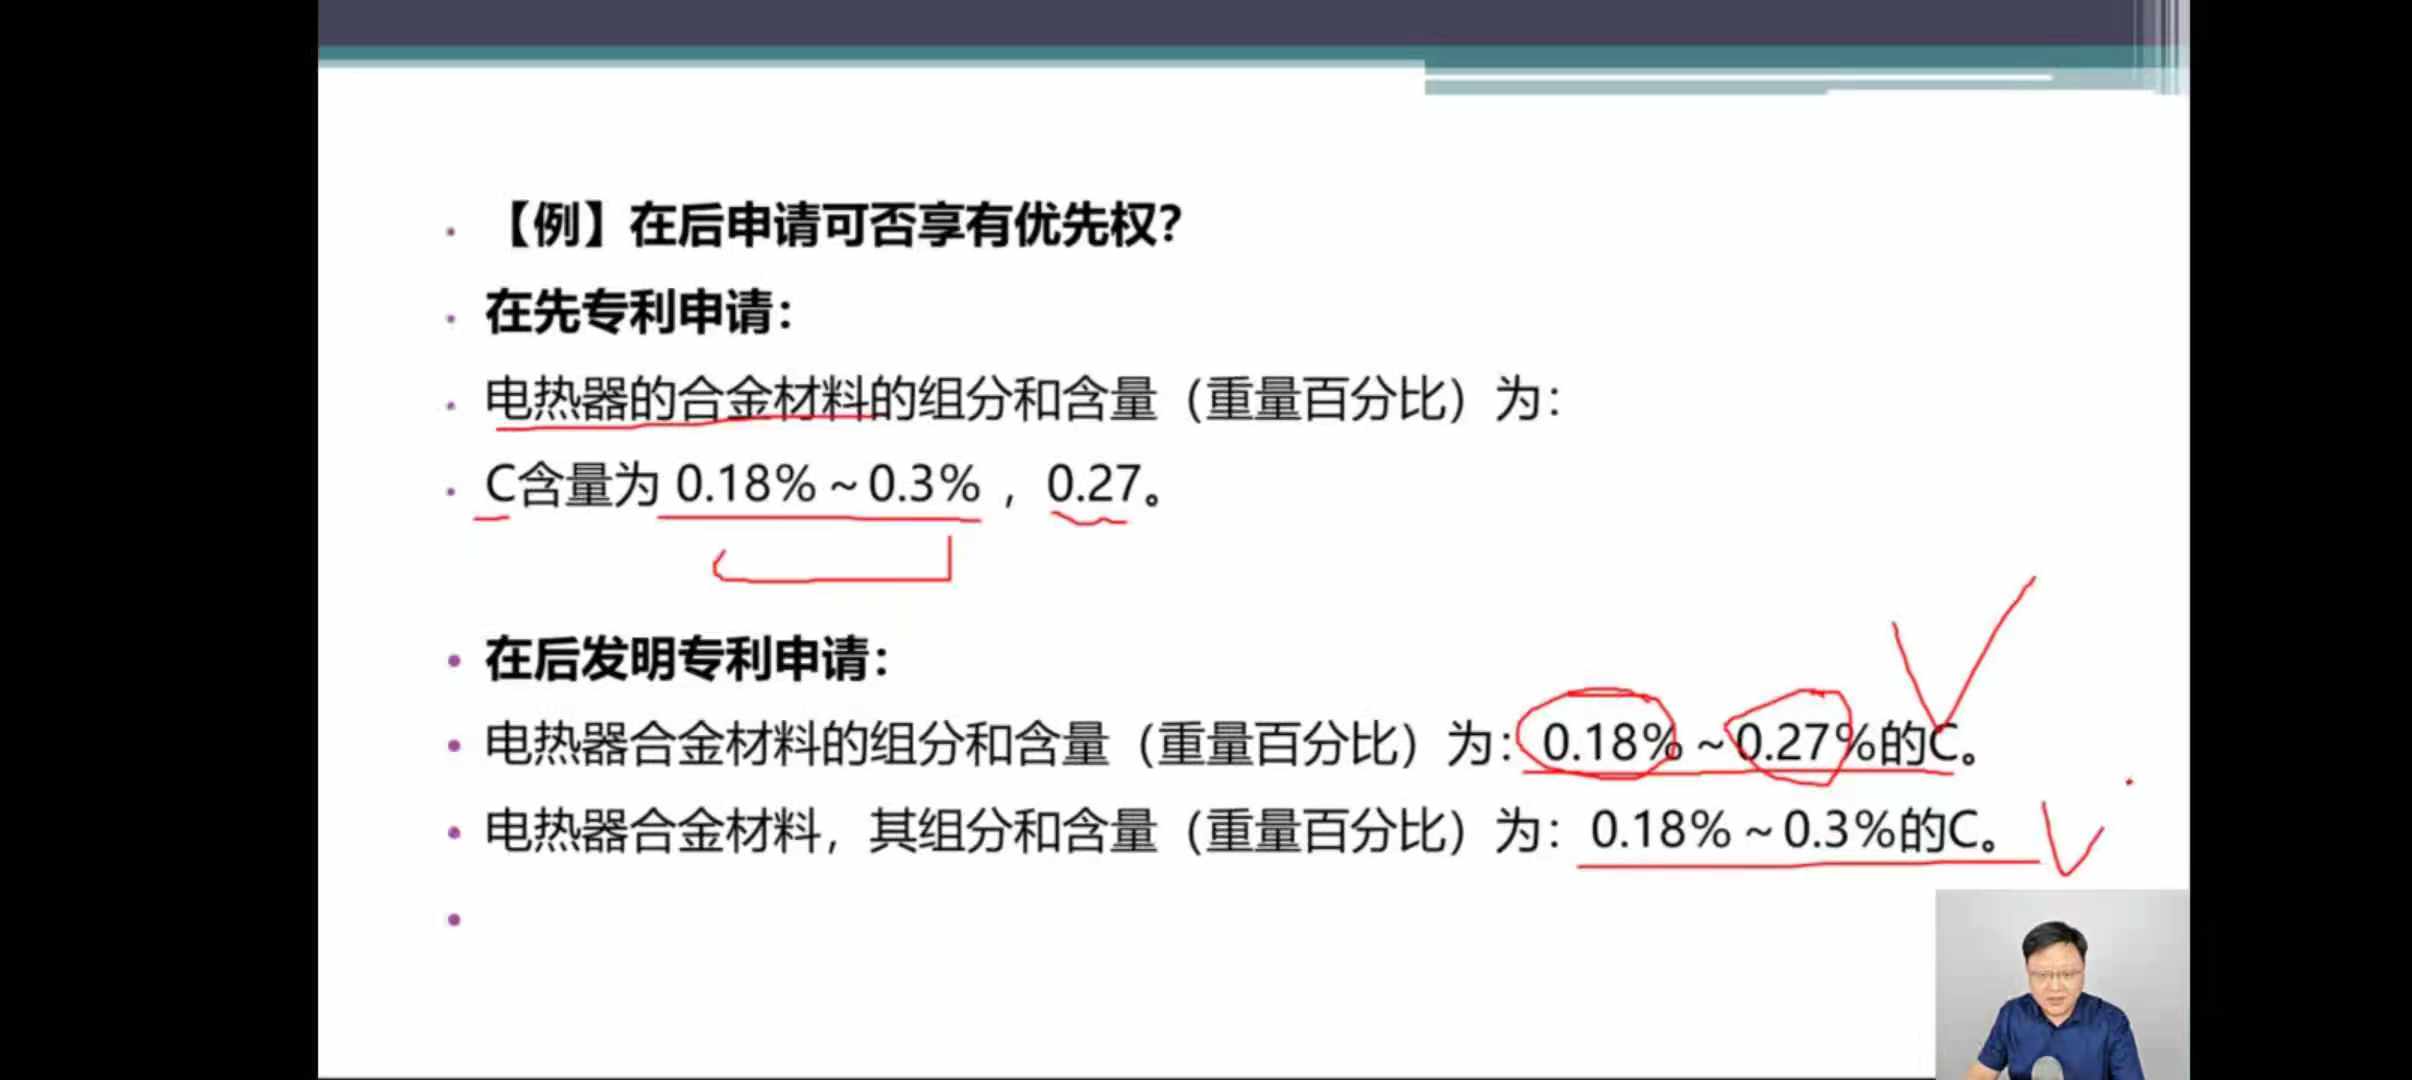 【例】在后申请可否享有优先权？
在先专利申请：
电热器的合金材料的组分和含量（重量百分比）为：
C含量为 0.18%～0.3% ，0.27。
在后发明专利申请：
电热器合金材料的组分和含量（重量百分比）为：0.18%～0.27%的C。
电热器合金材料，其组分和含量（重量百分比）为：0.18%～0.3%的C。